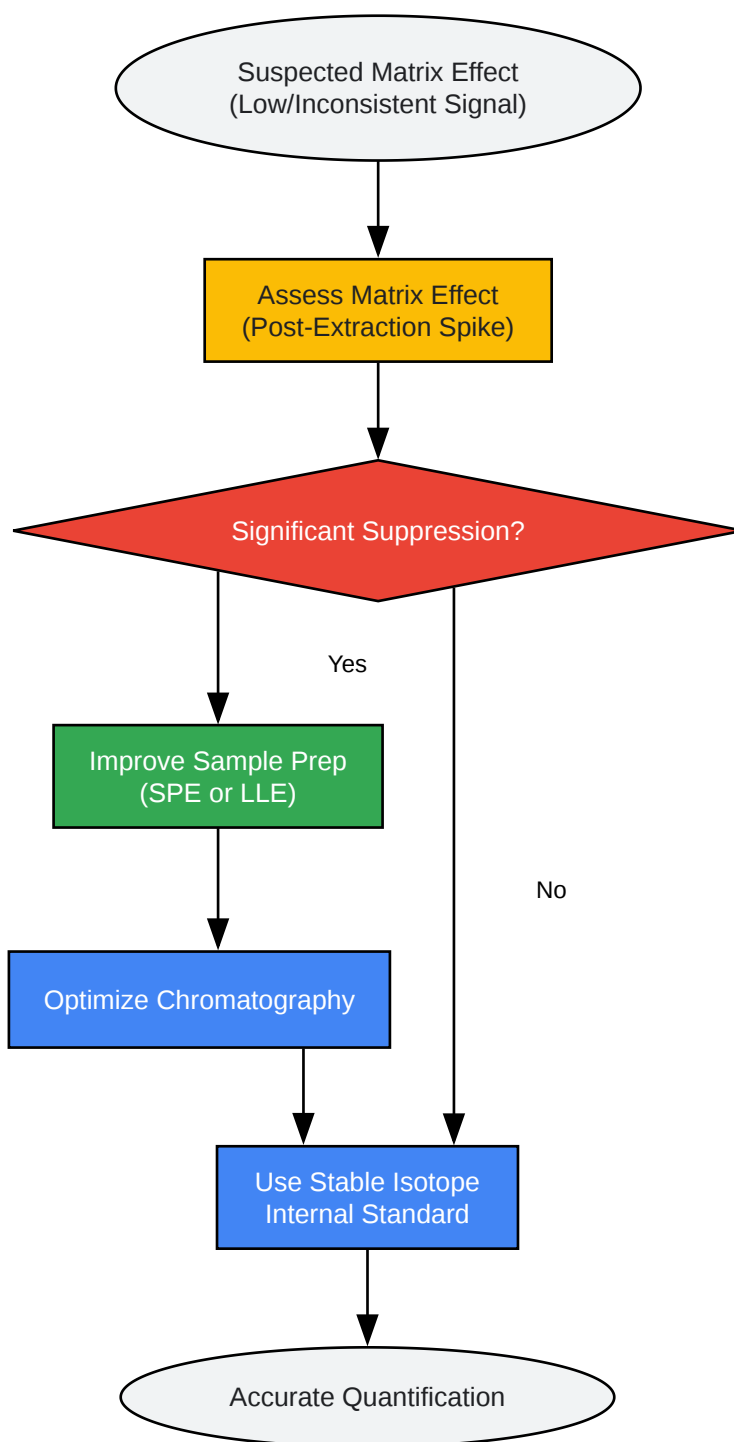 Suspected Matrix Effect
(Low/Inconsistent Signal)
Assess Matrix Effect
(Post-Extraction Spike)
Significant Suppression?
Yes
Improve Sample Prep
(SPE or LLE)
No
Optimize Chromatography
Use Stable Isotope
Internal Standard
Accurate Quantification